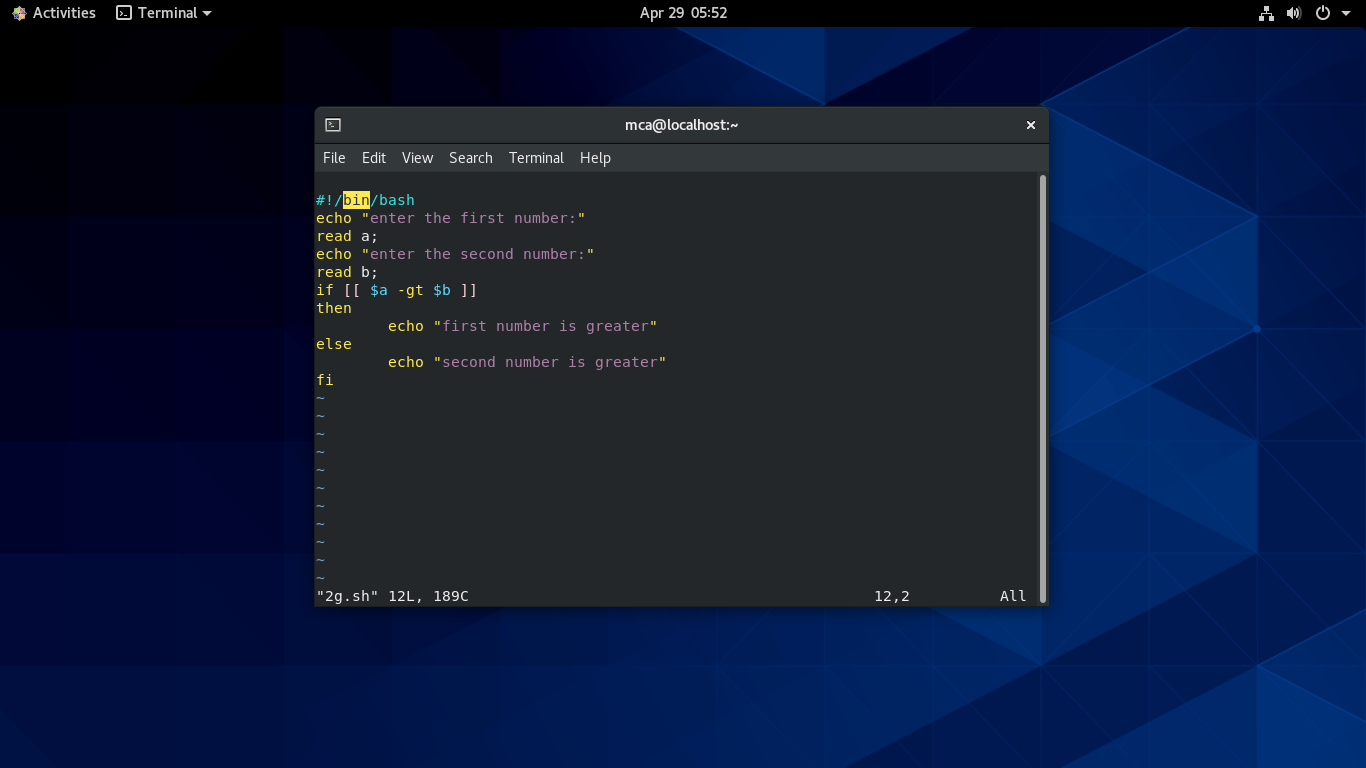 Activities Terminal Apr 29 05:52
mca@localhost:~
File Edit View Search Terminal Help
#!/bin/bash
echo "enter the first number:"
read a;
echo "enter the second number:"
read b;
if [[ $a -gt $b ]]
then
        echo "first number is greater"
else
        echo "second number is greater"
fi
~
~
~
~
~
~
~
~
~
~
~
"2g.sh" 12L, 189C 12,2 All